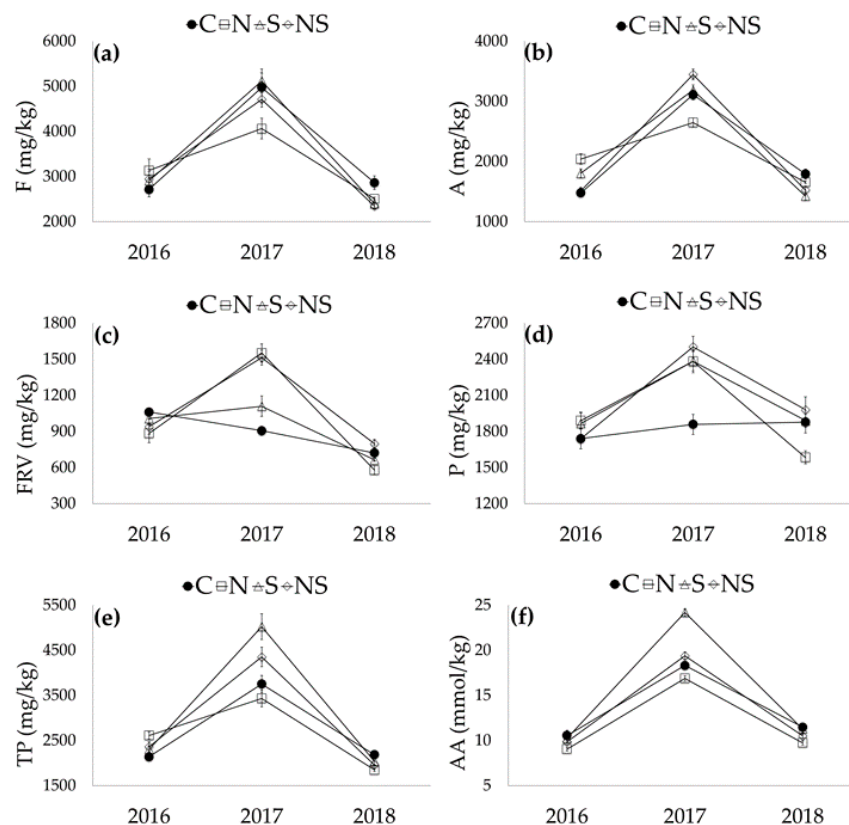 (a)
●C□N△S◇NS
F (mg/kg)
6000
5000
4000
3000
2000
2016 2017 2018
(b)
●C□N△S◇NS
A (mg/kg)
4000
3000
2000
1000
2016 2017 2018
(c)
●C□N△S◇NS
FRV (mg/kg)
1800
1500
1200
900
600
300
2016 2017 2018
(d)
●C□N△S◇NS
P (mg/kg)
2700
2400
2100
1800
1500
1200
2016 2017 2018
(e)
●C□N△S◇NS
TP (mg/kg)
5500
4500
3500
2500
1500
2016 2017 2018
(f)
●C□N△S◇NS
AA (mmol/kg)
25
20
15
10
5
2016 2017 2018